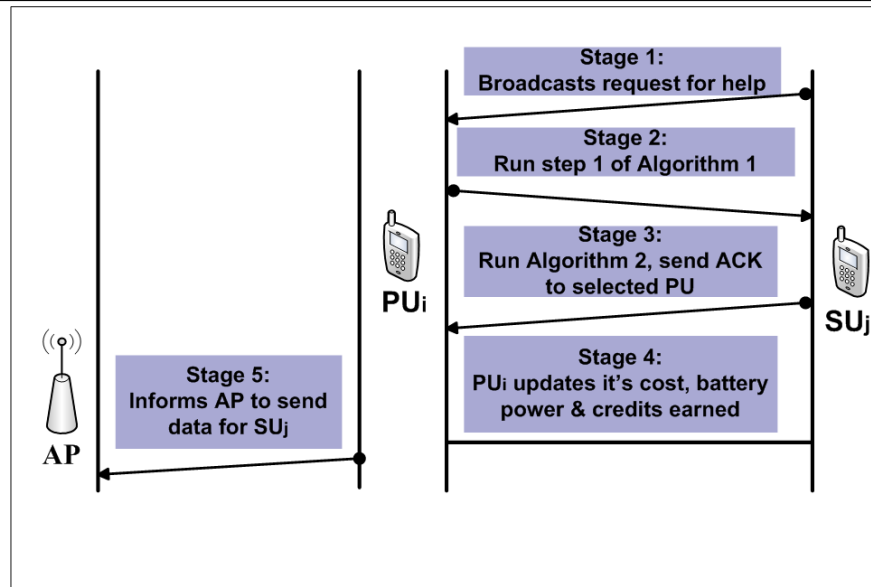 Stage 1:
Broadcasts request for help
Stage 2:
Run step 1 of Algorithm 1
Stage 3:
Run Algorithm 2, send ACK
to selected PU
PUi
SUj
Stage 4:
PUi updates it's cost, battery
power & credits earned
Stage 5:
Informs AP to send
data for SUj
AP